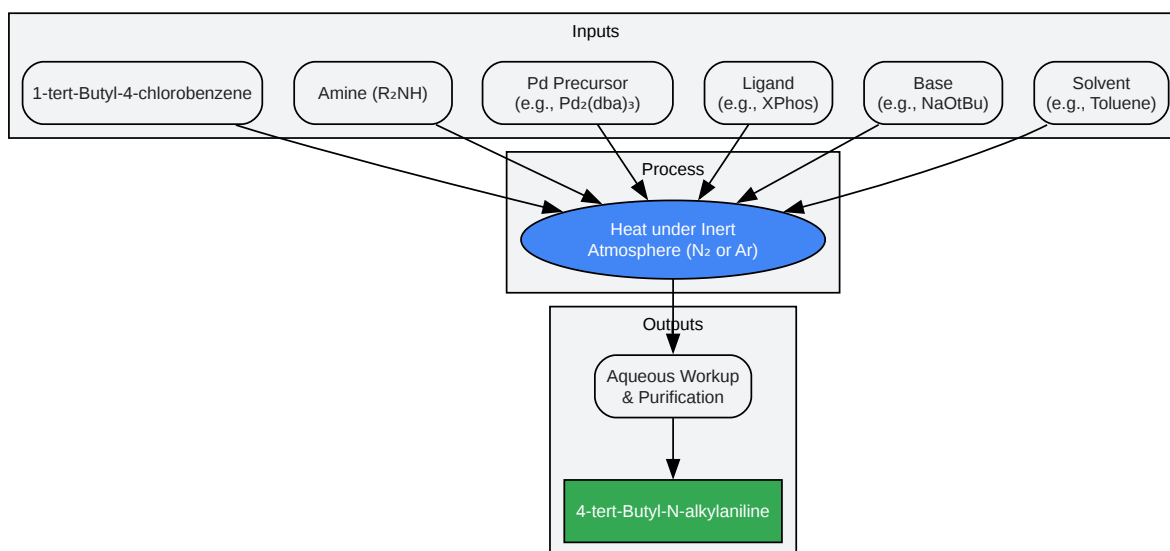 Inputs
1-tert-Butyl-4-chlorobenzene
Amine (R₂NH)
Pd Precursor
(e.g., Pd₂(dba)₃)
Ligand
(e.g., XPhos)
Base
(e.g., NaOtBu)
Solvent
(e.g., Toluene)
Process
Heat under Inert
Atmosphere (N₂ or Ar)
Outputs
Aqueous Workup
& Purification
4-tert-Butyl-N-alkylaniline